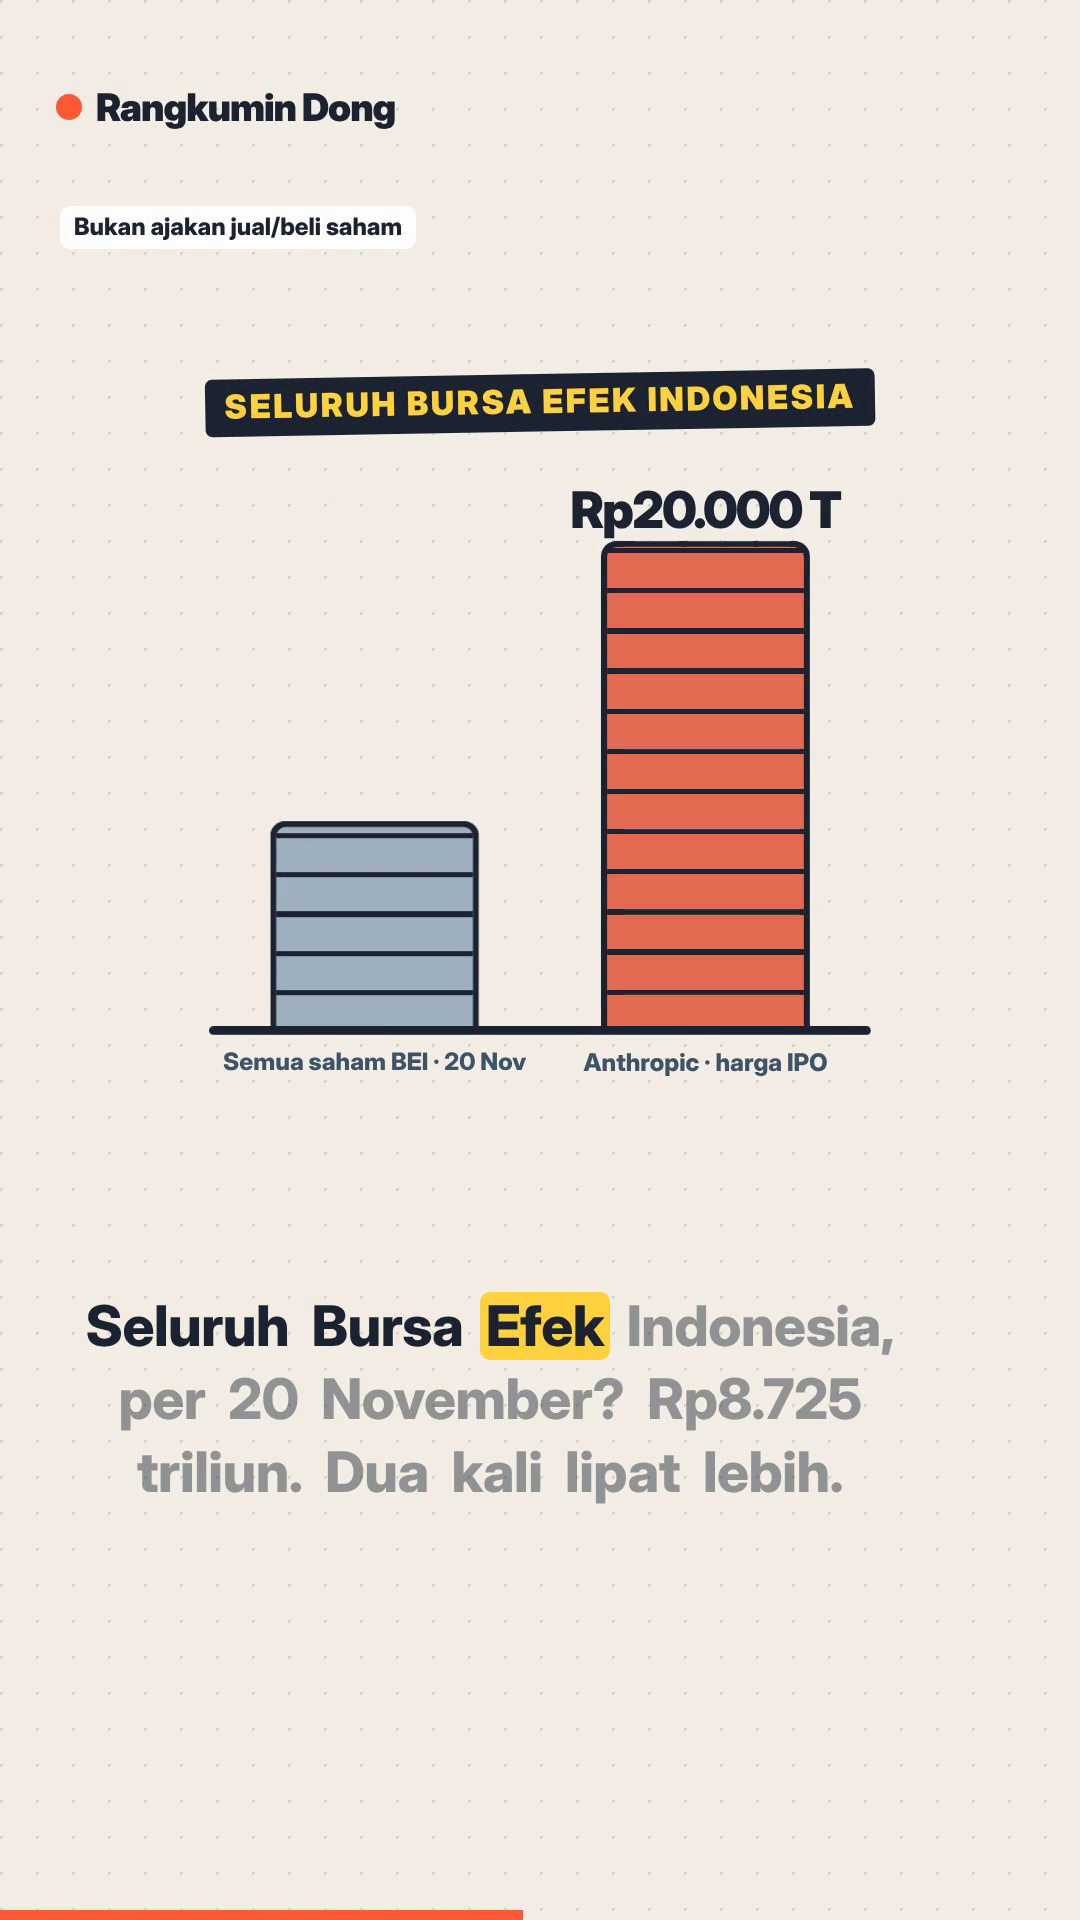 Rangkumin Dong
Bukan ajakan jual/beli saham
SELURUH BURSA EFEK INDONESIA
Rp20.000 T
Semua saham BEI · 20 Nov
Anthropic · harga IPO
Seluruh Bursa Efek Indonesia,
per 20 November? Rp8.725
triliun. Dua kali lipat lebih.